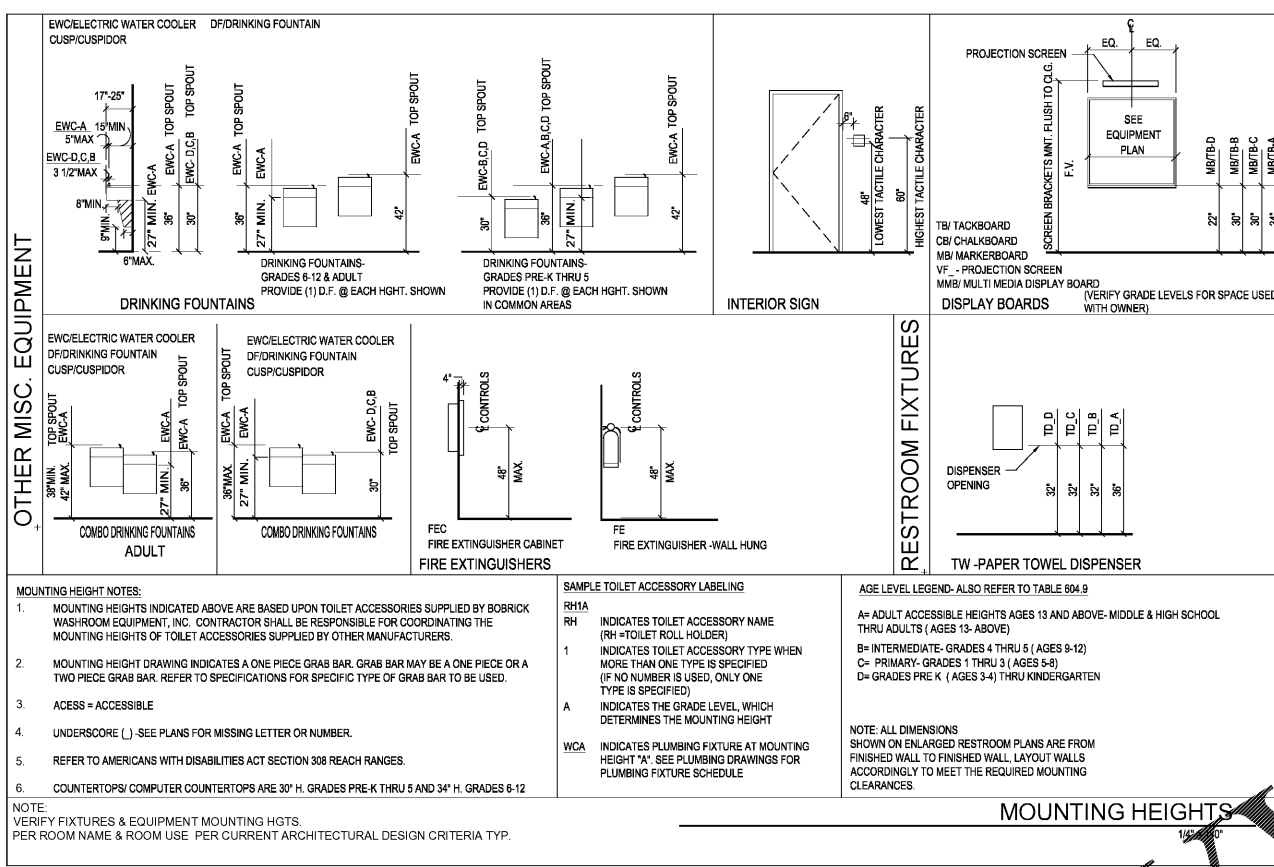 EWC/ELECTRIC WATER COOLER DF/DRINKING FOUNTAIN
CUSP/CUSPIDOR
17"-25"
EWC-A 15"MIN
5"MAX
EWC-D,C,B
3 1/2"MAX
8"MIN.
9"MIN.
6"MAX.
27" MIN. EWC-A
36" EWC-A TOP SPOUT
30" EWC- D,C,B TOP SPOUT
DRINKING FOUNTAINS
36" EWC-A
27" MIN. EWC-A
42" EWC-A TOP SPOUT
DRINKING FOUNTAINS-
GRADES 6-12 & ADULT
PROVIDE (1) D.F. @ EACH HGHT. SHOWN
30" EWC-B,C,D TOP SPOUT
36" EWC-A,B,C,D TOP SPOUT
27" MIN.
42" EWC-A TOP SPOUT
DRINKING FOUNTAINS-
GRADES PRE-K THRU 5
PROVIDE (1) D.F. @ EACH HGHT. SHOWN
IN COMMON AREAS
6"
48"
LOWEST TACTILE CHARACTER
60"
HIGHEST TACTILE CHARACTER
INTERIOR SIGN
EQ. EQ.
PROJECTION SCREEN
SCREEN BRACKETS MNT. FLUSH TO CLG.
F.V.
SEE
EQUIPMENT
PLAN
22" MB/TB-D
30" MB/TB-B
30" MB/TB-C
24" MB/TB-A
TB/ TACKBOARD
CB/ CHALKBOARD
MB/ MARKERBOARD
VF_ - PROJECTION SCREEN
MMB/ MULTI MEDIA DISPLAY BOARD
DISPLAY BOARDS
(VERIFY GRADE LEVELS FOR SPACE USED
WITH OWNER)
OTHER MISC. EQUIPMENT
EWC/ELECTRIC WATER COOLER
DF/DRINKING FOUNTAIN
CUSP/CUSPIDOR
38"MIN
42" MAX.
TOP SPOUT
EWC-A
27" MIN. EWC-A
36" EWC-A TOP SPOUT
COMBO DRINKING FOUNTAINS
ADULT
EWC/ELECTRIC WATER COOLER
DF/DRINKING FOUNTAIN
CUSP/CUSPIDOR
36"MAX. EWC-A TOP SPOUT
27" MIN. EWC-A
30" EWC- D,C,B
TOP SPOUT
COMBO DRINKING FOUNTAINS
4"
CONTROLS
48"
MAX.
FEC
FIRE EXTINGUISHER CABINET
CONTROLS
48"
MAX.
FE
FIRE EXTINGUISHER -WALL HUNG
FIRE EXTINGUISHERS
RESTROOM FIXTURES
DISPENSER
OPENING
32" TD_D
32" TD_C
32" TD_B
36" TD_A
TW -PAPER TOWEL DISPENSER
MOUNTING HEIGHT NOTES:
1. MOUNTING HEIGHTS INDICATED ABOVE ARE BASED UPON TOILET ACCESSORIES SUPPLIED BY BOBRICK
WASHROOM EQUIPMENT, INC. CONTRACTOR SHALL BE RESPONSIBLE FOR COORDINATING THE
MOUNTING HEIGHTS OF TOILET ACCESSORIES SUPPLIED BY OTHER MANUFACTURERS.
2. MOUNTING HEIGHT DRAWING INDICATES A ONE PIECE GRAB BAR. GRAB BAR MAY BE A ONE PIECE OR A
TWO PIECE GRAB BAR. REFER TO SPECIFICATIONS FOR SPECIFIC TYPE OF GRAB BAR TO BE USED.
3. ACESS = ACCESSIBLE
4. UNDERSCORE (_) -SEE PLANS FOR MISSING LETTER OR NUMBER.
5. REFER TO AMERICANS WITH DISABILITIES ACT SECTION 308 REACH RANGES.
6. COUNTERTOPS/ COMPUTER COUNTERTOPS ARE 30" H. GRADES PRE-K THRU 5 AND 34" H. GRADES 6-12
SAMPLE TOILET ACCESSORY LABELING
RH1A
RH INDICATES TOILET ACCESSORY NAME
(RH =TOILET ROLL HOLDER)
1 INDICATES TOILET ACCESSORY TYPE WHEN
MORE THAN ONE TYPE IS SPECIFIED
(IF NO NUMBER IS USED, ONLY ONE
TYPE IS SPECIFIED)
A INDICATES THE GRADE LEVEL, WHICH
DETERMINES THE MOUNTING HEIGHT
WCA INDICATES PLUMBING FIXTURE AT MOUNTING
HEIGHT "A". SEE PLUMBING DRAWINGS FOR
PLUMBING FIXTURE SCHEDULE
AGE LEVEL LEGEND- ALSO REFER TO TABLE 604.9
A= ADULT ACCESSIBLE HEIGHTS AGES 13 AND ABOVE- MIDDLE & HIGH SCHOOL
THRU ADULTS ( AGES 13- ABOVE)
B= INTERMEDIATE- GRADES 4 THRU 5 ( AGES 9-12)
C= PRIMARY- GRADES 1 THRU 3 ( AGES 5-8)
D= GRADES PRE K ( AGES 3-4) THRU KINDERGARTEN
NOTE: ALL DIMENSIONS
SHOWN ON ENLARGED RESTROOM PLANS ARE FROM
FINISHED WALL TO FINISHED WALL, LAYOUT WALLS
ACCORDINGLY TO MEET THE REQUIRED MOUNTING
CLEARANCES.
NOTE:
VERIFY FIXTURES & EQUIPMENT MOUNTING HGTS.
PER ROOM NAME & ROOM USE PER CURRENT ARCHITECTURAL DESIGN CRITERIA TYP.
MOUNTING HEIGHTS